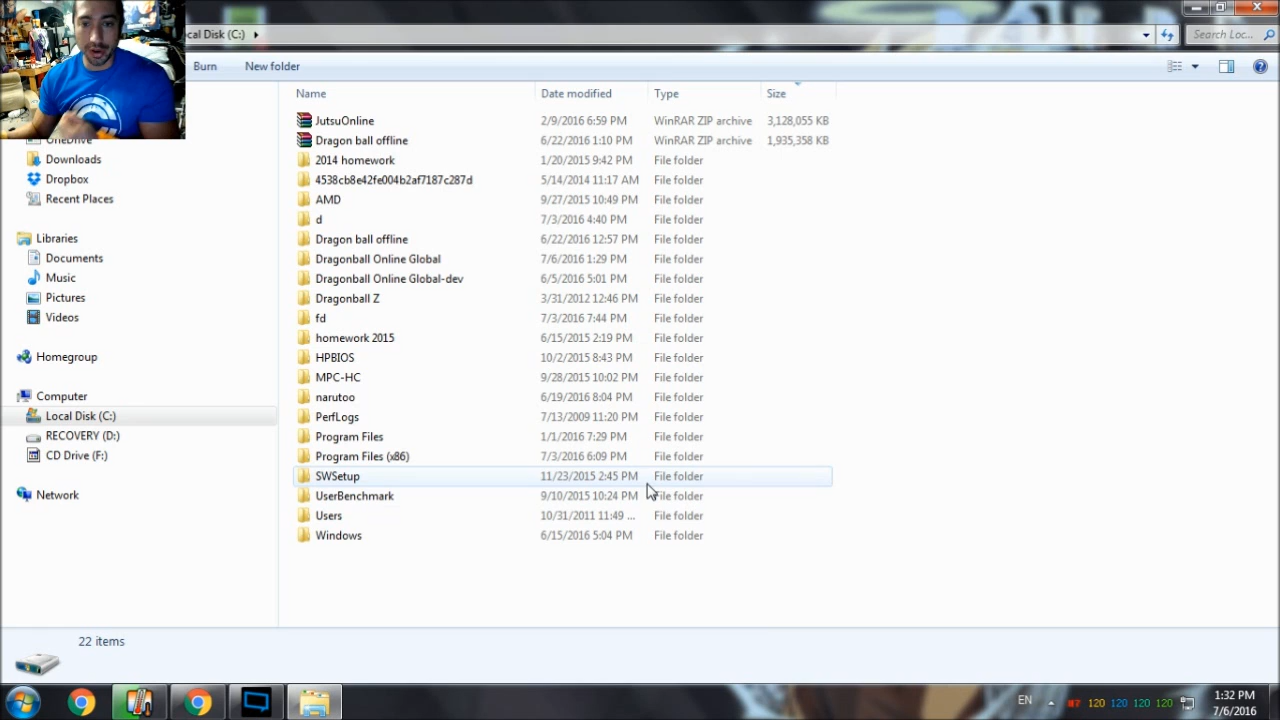 cal Disk (C:)
Search Loc...
Burn
New folder
Name Date modified Type Size
JutsuOnline 2/9/2016 6:59 PM WinRAR ZIP archive 3,128,055 KB
Dragon ball offline 6/22/2016 1:10 PM WinRAR ZIP archive 1,935,358 KB
2014 homework 1/20/2015 9:42 PM File folder
4538cb8e42fe004b2af7187c287d 5/14/2014 11:17 AM File folder
AMD 9/27/2015 10:49 PM File folder
d 7/3/2016 4:40 PM File folder
Dragon ball offline 6/22/2016 12:57 PM File folder
Dragonball Online Global 7/6/2016 1:29 PM File folder
Dragonball Online Global-dev 6/5/2016 5:01 PM File folder
Dragonball Z 3/31/2012 12:46 PM File folder
fd 7/3/2016 7:44 PM File folder
homework 2015 6/15/2015 2:19 PM File folder
HPBIOS 10/2/2015 8:43 PM File folder
MPC-HC 9/28/2015 10:02 PM File folder
narutoo 6/19/2016 8:04 PM File folder
PerfLogs 7/13/2009 11:20 PM File folder
Program Files 1/1/2016 7:29 PM File folder
Program Files (x86) 7/3/2016 6:09 PM File folder
SWSetup 11/23/2015 2:45 PM File folder
UserBenchmark 9/10/2015 10:24 PM File folder
Users 10/31/2011 11:49 ... File folder
Windows 6/15/2016 5:04 PM File folder
OneDrive
Downloads
Dropbox
Recent Places
Libraries
Documents
Music
Pictures
Videos
Homegroup
Computer
Local Disk (C:)
RECOVERY (D:)
CD Drive (F:)
Network
22 items
EN
120 120 120 120
1:32 PM
7/6/2016